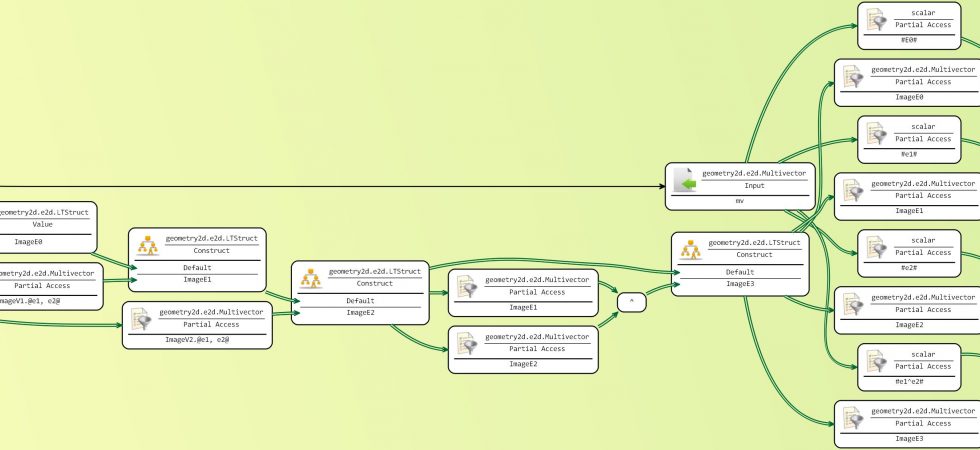 geometry2d.e2d.LTStruct
Value
ImageE0
geometry2d.e2d.Multivector
Partial Access
ImageV1.@e1, e2@
geometry2d.e2d.LTStruct
Construct
Default
ImageE1
geometry2d.e2d.Multivector
Partial Access
ImageV2.@e1, e2@
geometry2d.e2d.LTStruct
Construct
Default
ImageE2
geometry2d.e2d.Multivector
Partial Access
ImageE1
geometry2d.e2d.Multivector
Partial Access
ImageE2
^
geometry2d.e2d.Multivector
Input
mv
geometry2d.e2d.LTStruct
Construct
Default
ImageE3
scalar
Partial Access
#E0#
geometry2d.e2d.Multivector
Partial Access
ImageE0
scalar
Partial Access
#e1#
geometry2d.e2d.Multivector
Partial Access
ImageE1
scalar
Partial Access
#e2#
geometry2d.e2d.Multivector
Partial Access
ImageE2
scalar
Partial Access
#e1^e2#
geometry2d.e2d.Multivector
Partial Access
ImageE3